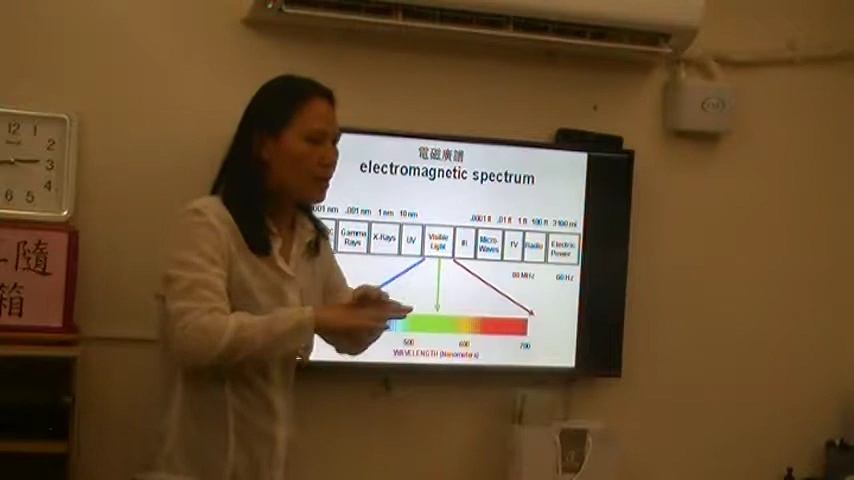 12 1
2
3
4
5
6
隨
箱
電磁廣譜
electromagnetic spectrum
.001 nm 1 nm 10 nm .0001 ft .01 ft 1 ft 100 ft 3100 mi
Gamma Rays X-Rays UV Visible Light IR Micro-Waves TV Radio Electric Power
60 Hz
500 600 700
WAVELENGTH (Nanometers)